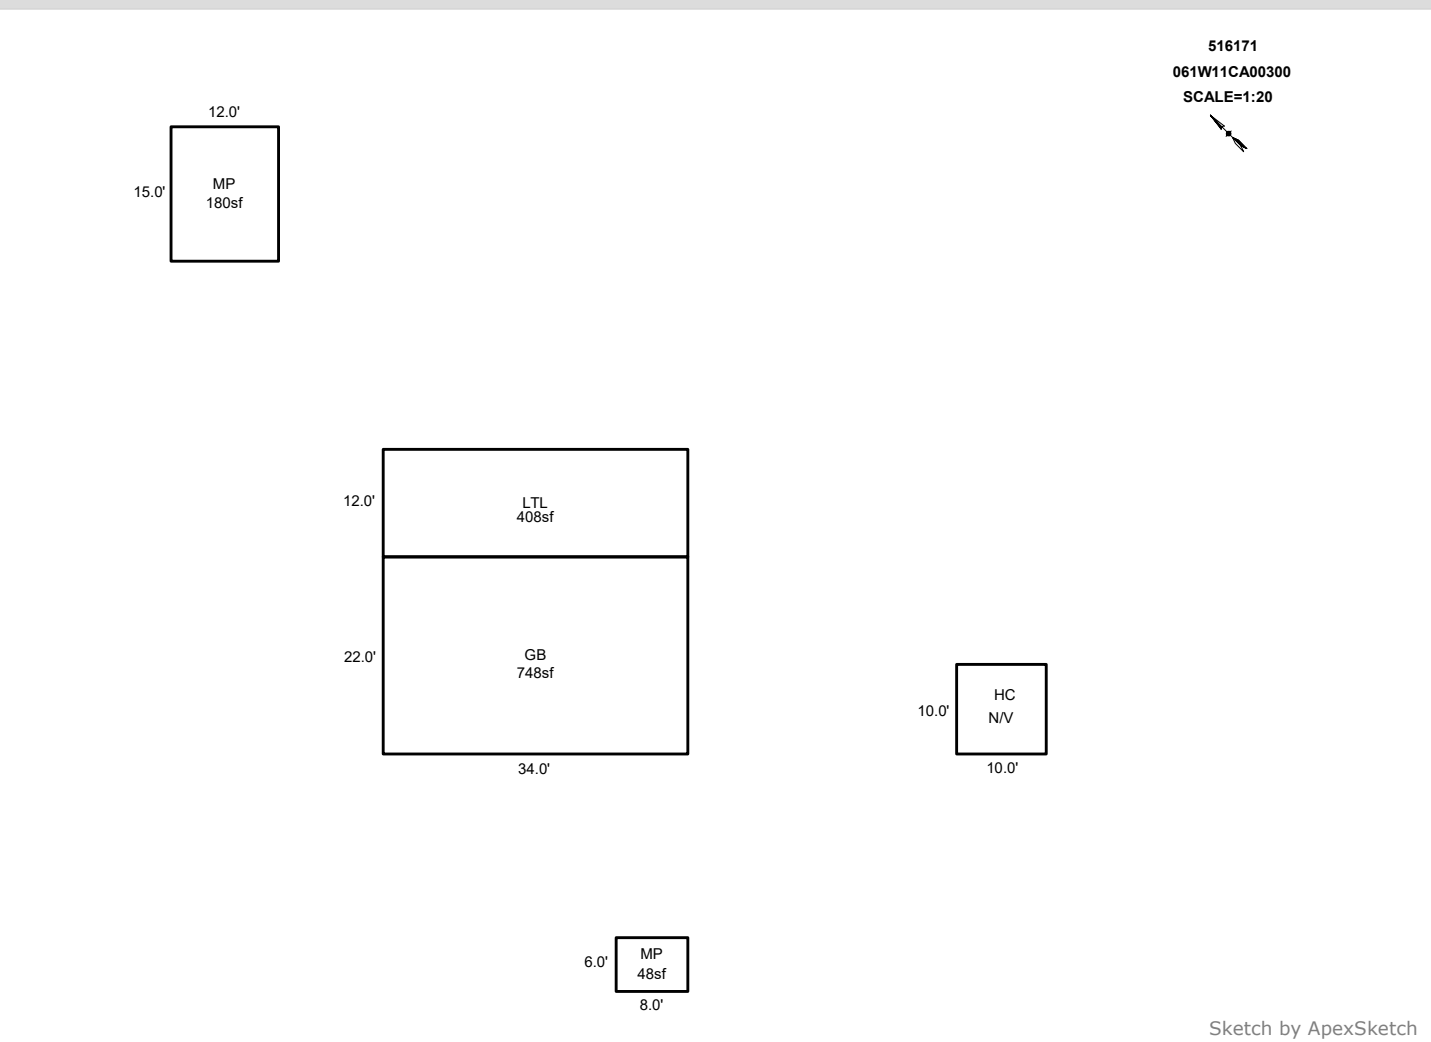 516171
061W11CA00300
SCALE=1:20
12.0'
15.0'
MP
180sf
12.0'
LTL
408sf
22.0'
GB
748sf
34.0'
10.0'
HC
N/V
10.0'
6.0'
MP
48sf
8.0'
Sketch by ApexSketch